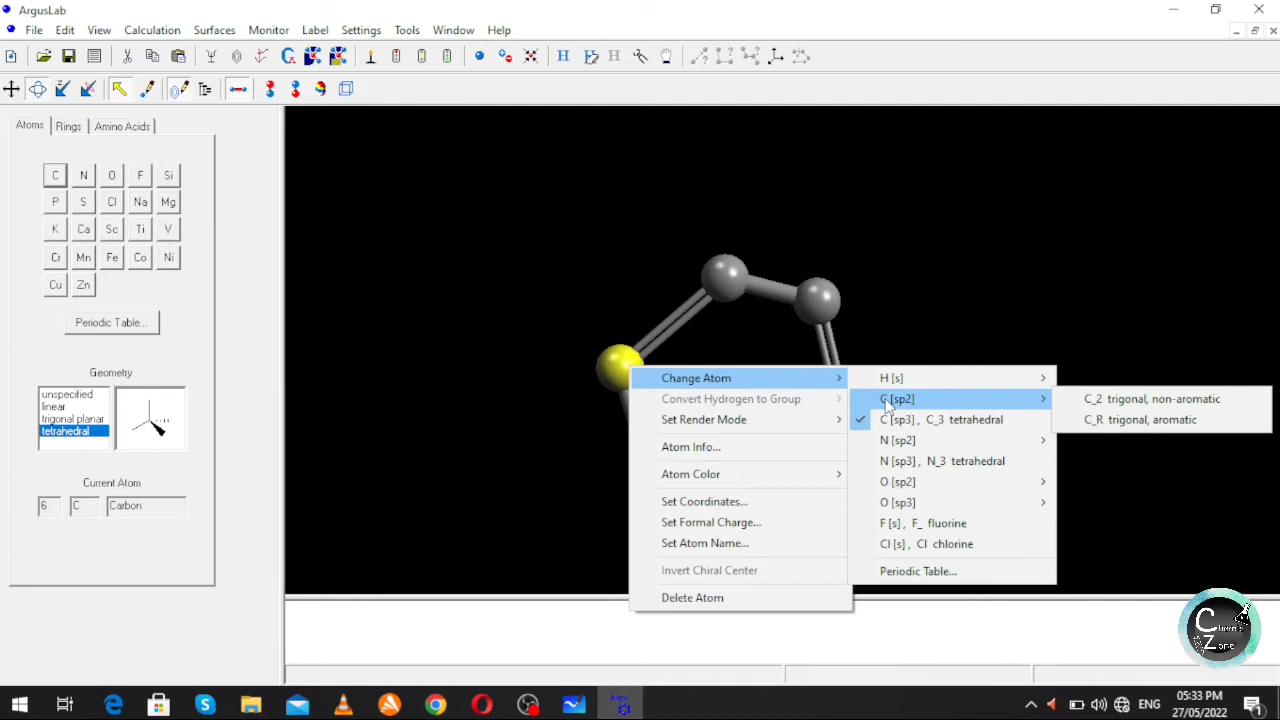 ArgusLab
File Edit View Calculation Surfaces Monitor Label Settings Tools Window Help
H H
Atoms Rings Amino Acids
C N O F Si
P S Cl Na Mg
K Ca Sc Ti V
Cr Mn Fe Co Ni
Cu Zn
Periodic Table...
Geometry
unspecified
linear
trigonal planar
tetrahedral
Current Atom
6 C Carbon
Change Atom
Convert Hydrogen to Group
Set Render Mode
Atom Info...
Atom Color
Set Coordinates...
Set Formal Charge...
Set Atom Name...
Invert Chiral Center
Delete Atom
H [s]
C [sp2]
C [sp3] , C_3 tetrahedral
N [sp2]
N [sp3] , N_3 tetrahedral
O [sp2]
O [sp3]
F [s] , F_ fluorine
Cl [s] , Cl chlorine
Periodic Table...
C_2 trigonal, non-aromatic
C_R trigonal, aromatic
ENG
05:33 PM
27/05/2022